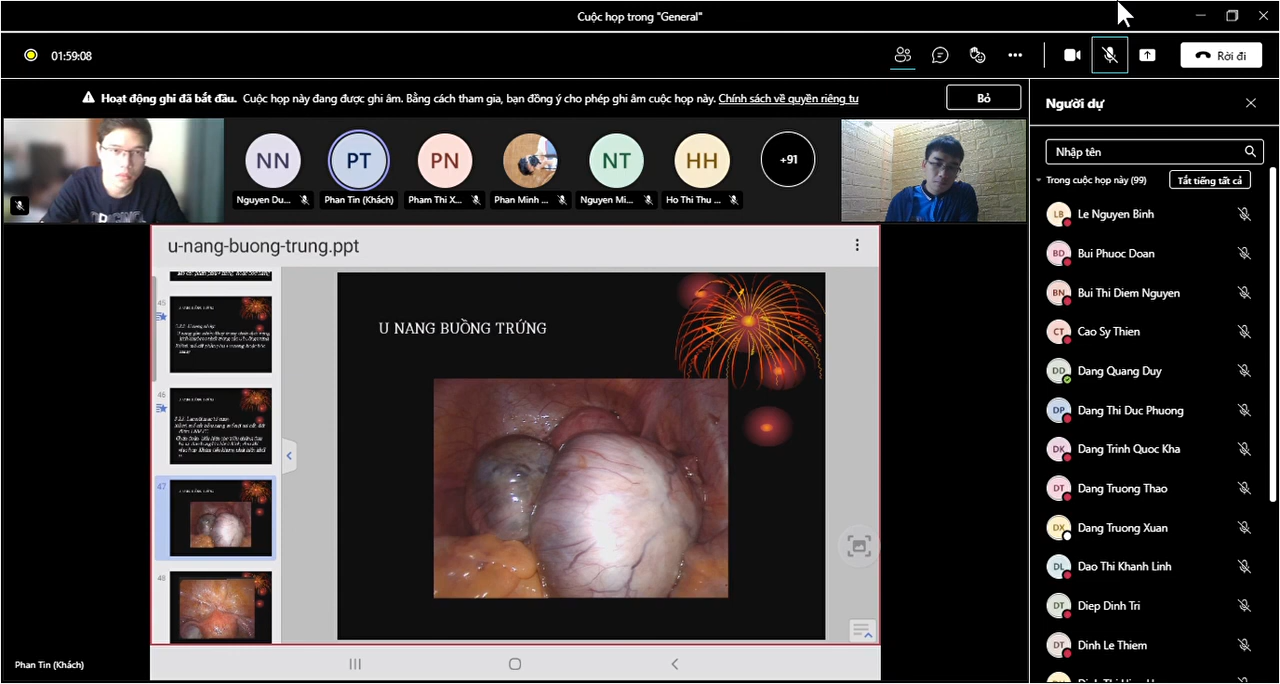 Cuộc họp trong "General"
01:59:08
Rời đi
Hoạt động ghi đã bắt đầu. Cuộc họp này đang được ghi âm. Bằng cách tham gia, bạn đồng ý cho phép ghi âm cuộc họp này. Chính sách về quyền riêng tư
Bỏ
NN
PT
PN
NT
HH
+91
Nguyen Du...
Phan Tin (Khách)
Pham Thi X...
Phan Minh ...
Nguyen Mi...
Ho Thi Thu ...
u-nang-buong-trung.ppt
45
46
47
48
U NANG BUỒNG TRỨNG
Phan Tin (Khách)
Người dự
Nhập tên
Trong cuộc họp này (99)
Tắt tiếng tất cả
LB Le Nguyen Binh
BD Bui Phuoc Doan
BN Bui Thi Diem Nguyen
CT Cao Sy Thien
DD Dang Quang Duy
DP Dang Thi Duc Phuong
DK Dang Trinh Quoc Kha
DT Dang Truong Thao
DX Dang Truong Xuan
DL Dao Thi Khanh Linh
DT Diep Dinh Tri
DT Dinh Le Thiem